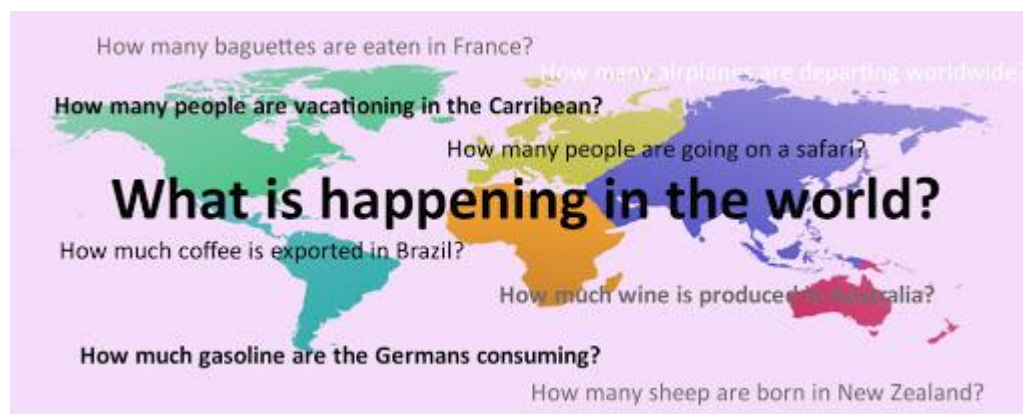 How many baguettes are eaten in France?
How many airplanes are departing worldwide?
How many people are vacationing in the Carribean?
How many people are going on a safari?
What is happening in the world?
How much coffee is exported in Brazil?
How much wine is produced in Australia?
How much gasoline are the Germans consuming?
How many sheep are born in New Zealand?